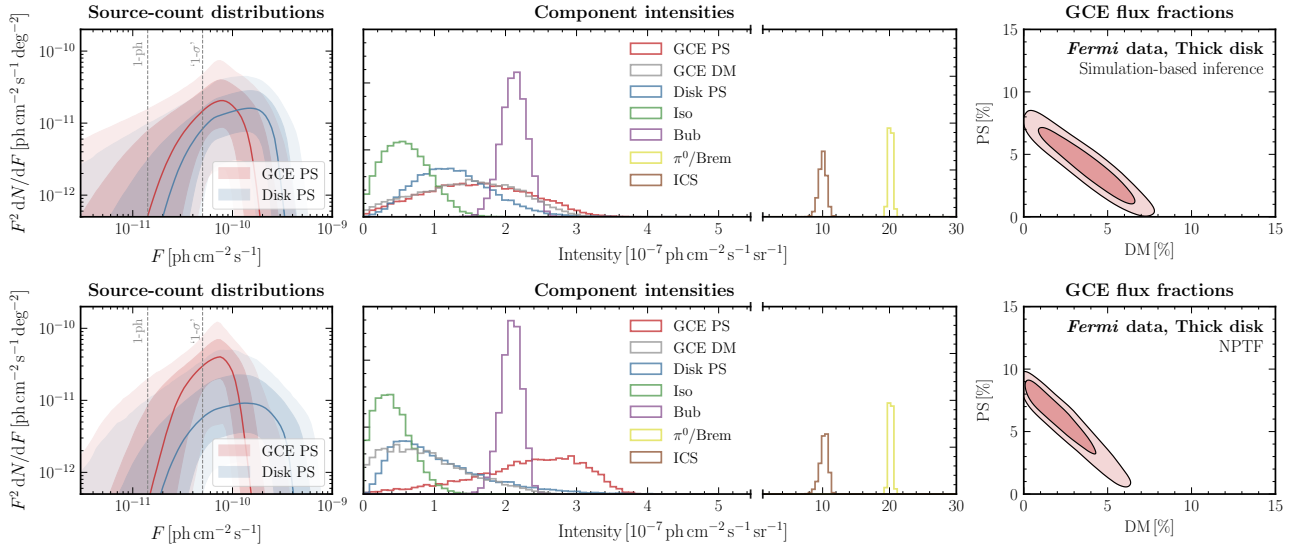 Source-count distributions
Component intensities
GCE flux fractions
F² dN/dF [ph cm⁻² s⁻¹ deg⁻²]
10⁻¹⁰
10⁻¹¹
10⁻¹²
1-ph
'1-σ'
GCE PS
Disk PS
10⁻¹¹
10⁻¹⁰
10⁻⁹
F [ph cm⁻² s⁻¹]
GCE PS
GCE DM
Disk PS
Iso
Bub
π⁰/Brem
ICS
0
1
2
3
4
5
10
20
30
Intensity [10⁻⁷ ph cm⁻² s⁻¹ sr⁻¹]
Fermi data, Thick disk
Simulation-based inference
PS [%]
15
10
5
0
0
5
10
15
DM [%]
Source-count distributions
Component intensities
GCE flux fractions
F² dN/dF [ph cm⁻² s⁻¹ deg⁻²]
10⁻¹⁰
10⁻¹¹
10⁻¹²
1-ph
'1-σ'
GCE PS
Disk PS
10⁻¹¹
10⁻¹⁰
10⁻⁹
F [ph cm⁻² s⁻¹]
GCE PS
GCE DM
Disk PS
Iso
Bub
π⁰/Brem
ICS
0
1
2
3
4
5
10
20
30
Intensity [10⁻⁷ ph cm⁻² s⁻¹ sr⁻¹]
Fermi data, Thick disk
NPTF
PS [%]
15
10
5
0
0
5
10
15
DM [%]